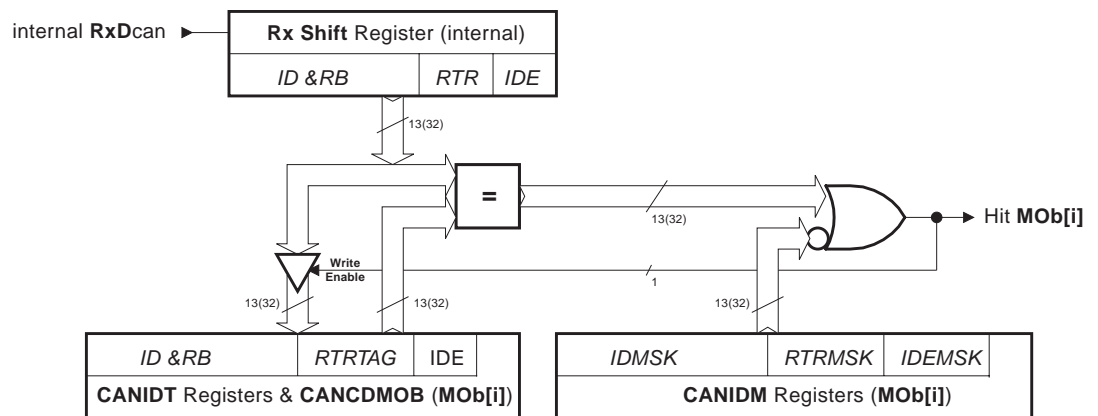 internal RxDcan
Rx Shift Register (internal)
ID &RB RTR IDE
13(32)
=
13(32)
Hit MOb[i]
Write
Enable
1
13(32) 13(32) 13(32)
ID &RB RTRTAG IDE
IDMSK RTRMSK IDEMSK
CANIDT Registers & CANCDMOB (MOb[i])
CANIDM Registers (MOb[i])